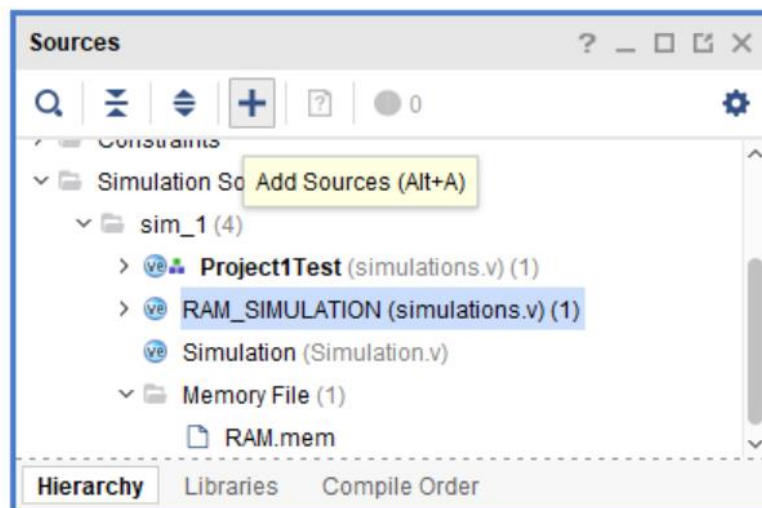 Sources
0
Constraints
Simulation So
Add Sources (Alt+A)
sim_1 (4)
Project1Test (simulations.v) (1)
RAM_SIMULATION (simulations.v) (1)
Simulation (Simulation.v)
Memory File (1)
RAM.mem
Hierarchy Libraries Compile Order